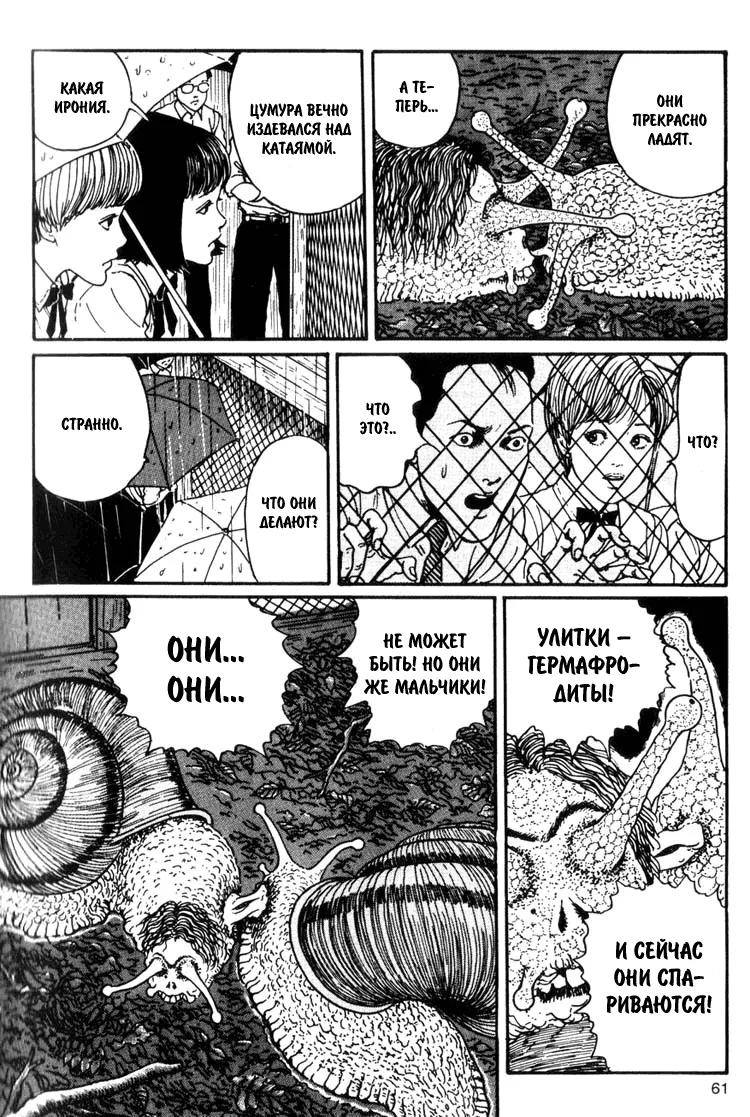 КАКАЯ
ИРОНИЯ.
ЦУМУРА ВЕЧНО
ИЗДЕВАЛСЯ НАД
КАТАЯМОЙ.
А ТЕ-
ПЕРЬ...
ОНИ
ПРЕКРАСНО
ЛАДЯТ.
СТРАННО.
ЧТО ОНИ
ДЕЛАЮТ?
ЧТО
ЭТО?..
ЧТО?
ОНИ...
ОНИ...
НЕ МОЖЕТ
БЫТЬ! НО ОНИ
ЖЕ МАЛЬЧИКИ!
УЛИТКИ –
ГЕРМАФРО-
ДИТЫ!
И СЕЙЧАС
ОНИ СПА-
РИВАЮТСЯ!
61